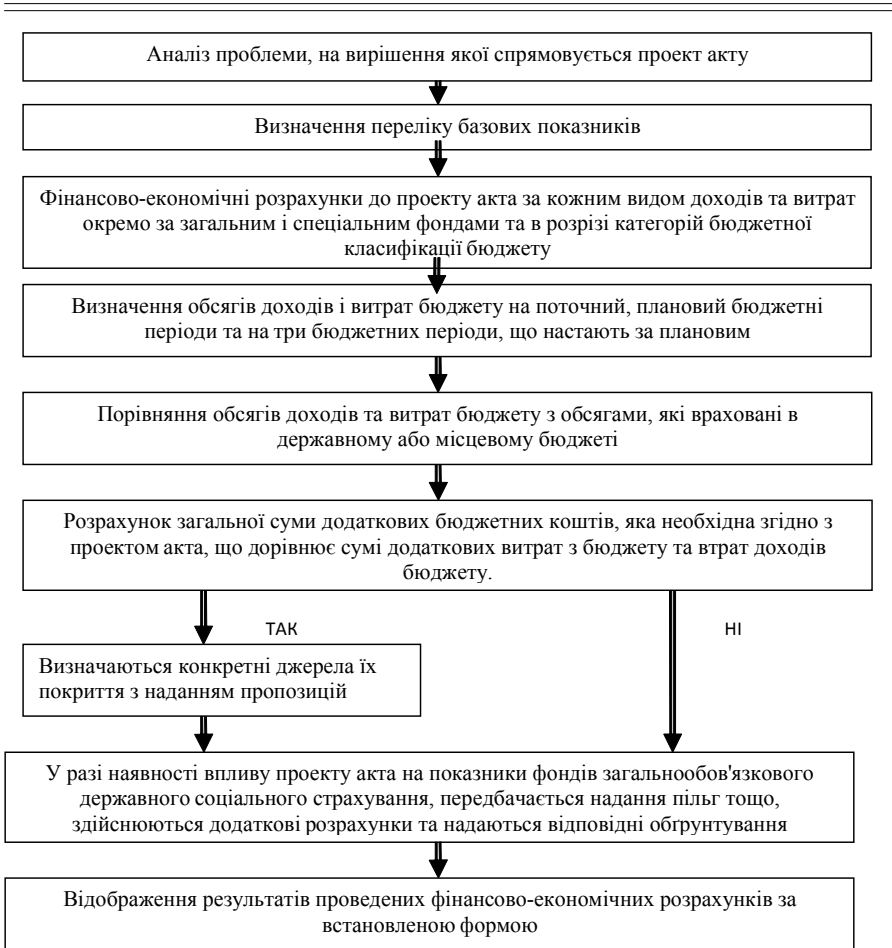 Аналіз проблеми, на вирішення якої спрямовується проект акту
Визначення переліку базових показників
Фінансово-економічні розрахунки до проекту акта за кожним видом доходів та витрат
окремо за загальним і спеціальним фондами та в розрізі категорій бюджетної
класифікації бюджету
Визначення обсягів доходів і витрат бюджету на поточний, плановий бюджетні
періоди та на три бюджетних періоди, що настають за плановим
Порівняння обсягів доходів та витрат бюджету з обсягами, які враховані в
державному або місцевому бюджеті
Розрахунок загальної суми додаткових бюджетних коштів, яка необхідна згідно з
проектом акта, що дорівнює сумі додаткових витрат з бюджету та втрат доходів
бюджету.
ТАК
НІ
Визначаються конкретні джерела їх
покриття з наданням пропозицій
У разі наявності впливу проекту акта на показники фондів загальнообов'язкового
державного соціального страхування, передбачається надання пільг тощо,
здійснюються додаткові розрахунки та надаються відповідні обґрунтування
Відображення результатів проведених фінансово-економічних розрахунків за
встановленою формою